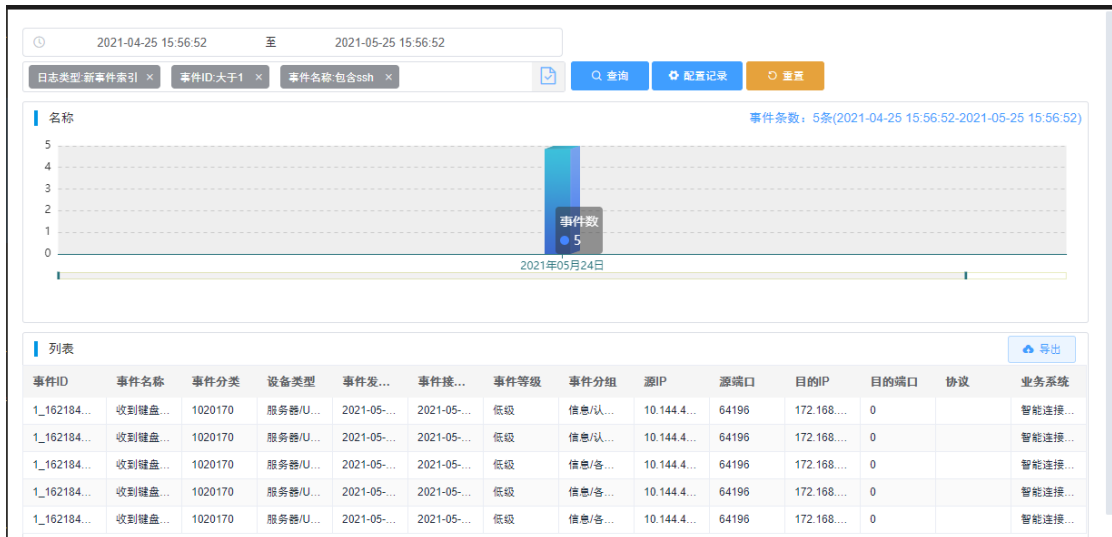 2021-04-25 15:56:52 至 2021-05-25 15:56:52
日志类型:新事件索引 × 事件ID:大于1 × 事件名称:包含ssh × 查询 配置记录 重置
名称 事件条数：5条(2021-04-25 15:56:52-2021-05-25 15:56:52)
5
4
3
2
1
0
事件数
5
2021年05月24日
列表 导出
事件ID 事件名称 事件分类 设备类型 事件发... 事件接... 事件等级 事件分组 源IP 源端口 目的IP 目的端口 协议 业务系统
1_162184... 收到键盘... 1020170 服务器/U... 2021-05-... 2021-05-... 低级 信息/认... 10.144.4... 64196 172.168.... 0 智能连接...
1_162184... 收到键盘... 1020170 服务器/U... 2021-05-... 2021-05-... 低级 信息/认... 10.144.4... 64196 172.168.... 0 智能连接...
1_162184... 收到键盘... 1020170 服务器/U... 2021-05-... 2021-05-... 低级 信息/各... 10.144.4... 64196 172.168.... 0 智能连接...
1_162184... 收到键盘... 1020170 服务器/U... 2021-05-... 2021-05-... 低级 信息/各... 10.144.4... 64196 172.168.... 0 智能连接...
1_162184... 收到键盘... 1020170 服务器/U... 2021-05-... 2021-05-... 低级 信息/各... 10.144.4... 64196 172.168.... 0 智能连接...